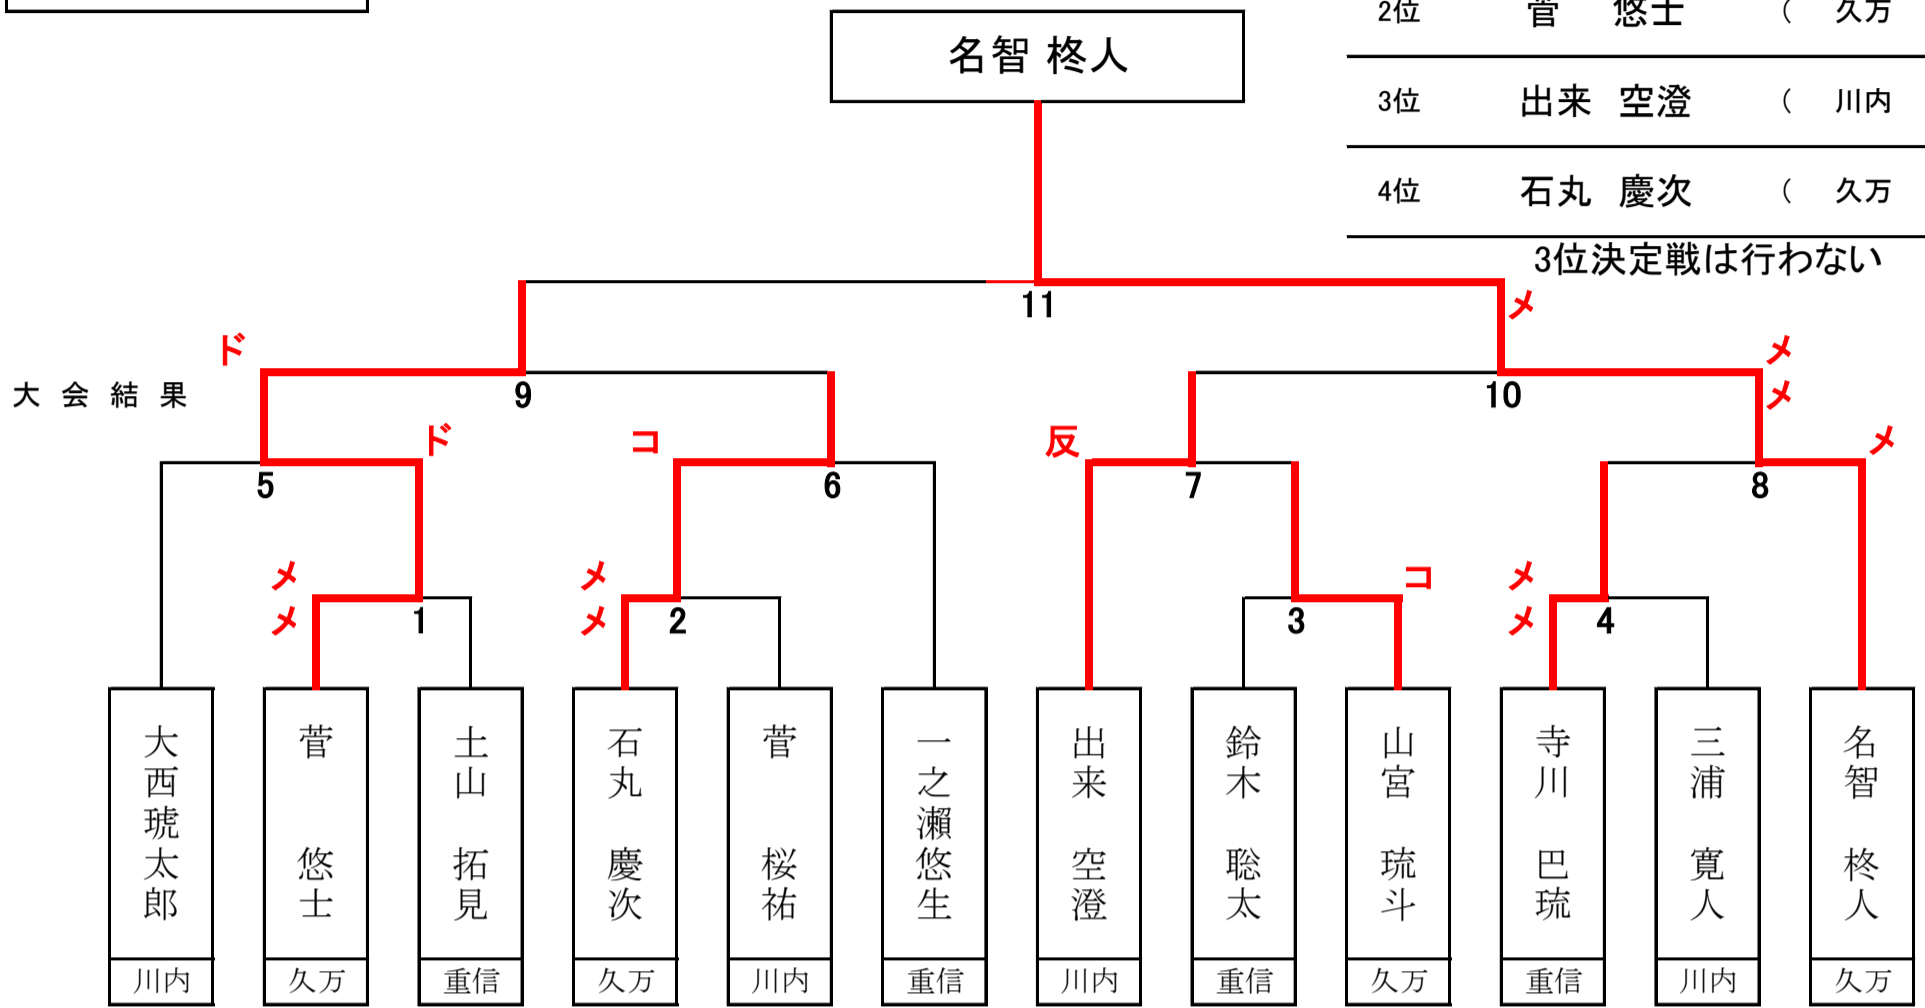 2位 菅 悠士 ( 久万
名智 柊人
3位 出来 空澄 ( 川内
4位 石丸 慶次 ( 久万
3位決定戦は行わない
11
メ
ド
メ
大会結果
9
10
メ
ド
コ
反
メ
5
6
7
8
メ
メ
コ
メ
メ
1
メ
2
3
メ
4
大西琥太郎
菅 悠士
土山 拓見
石丸 慶次
菅 桜祐
一之瀬悠生
出来 空澄
鈴木 聡太
山宮 琉斗
寺川 巴琉
三浦 寛人
名智 柊人
川内
久万
重信
久万
川内
重信
川内
重信
久万
重信
川内
久万